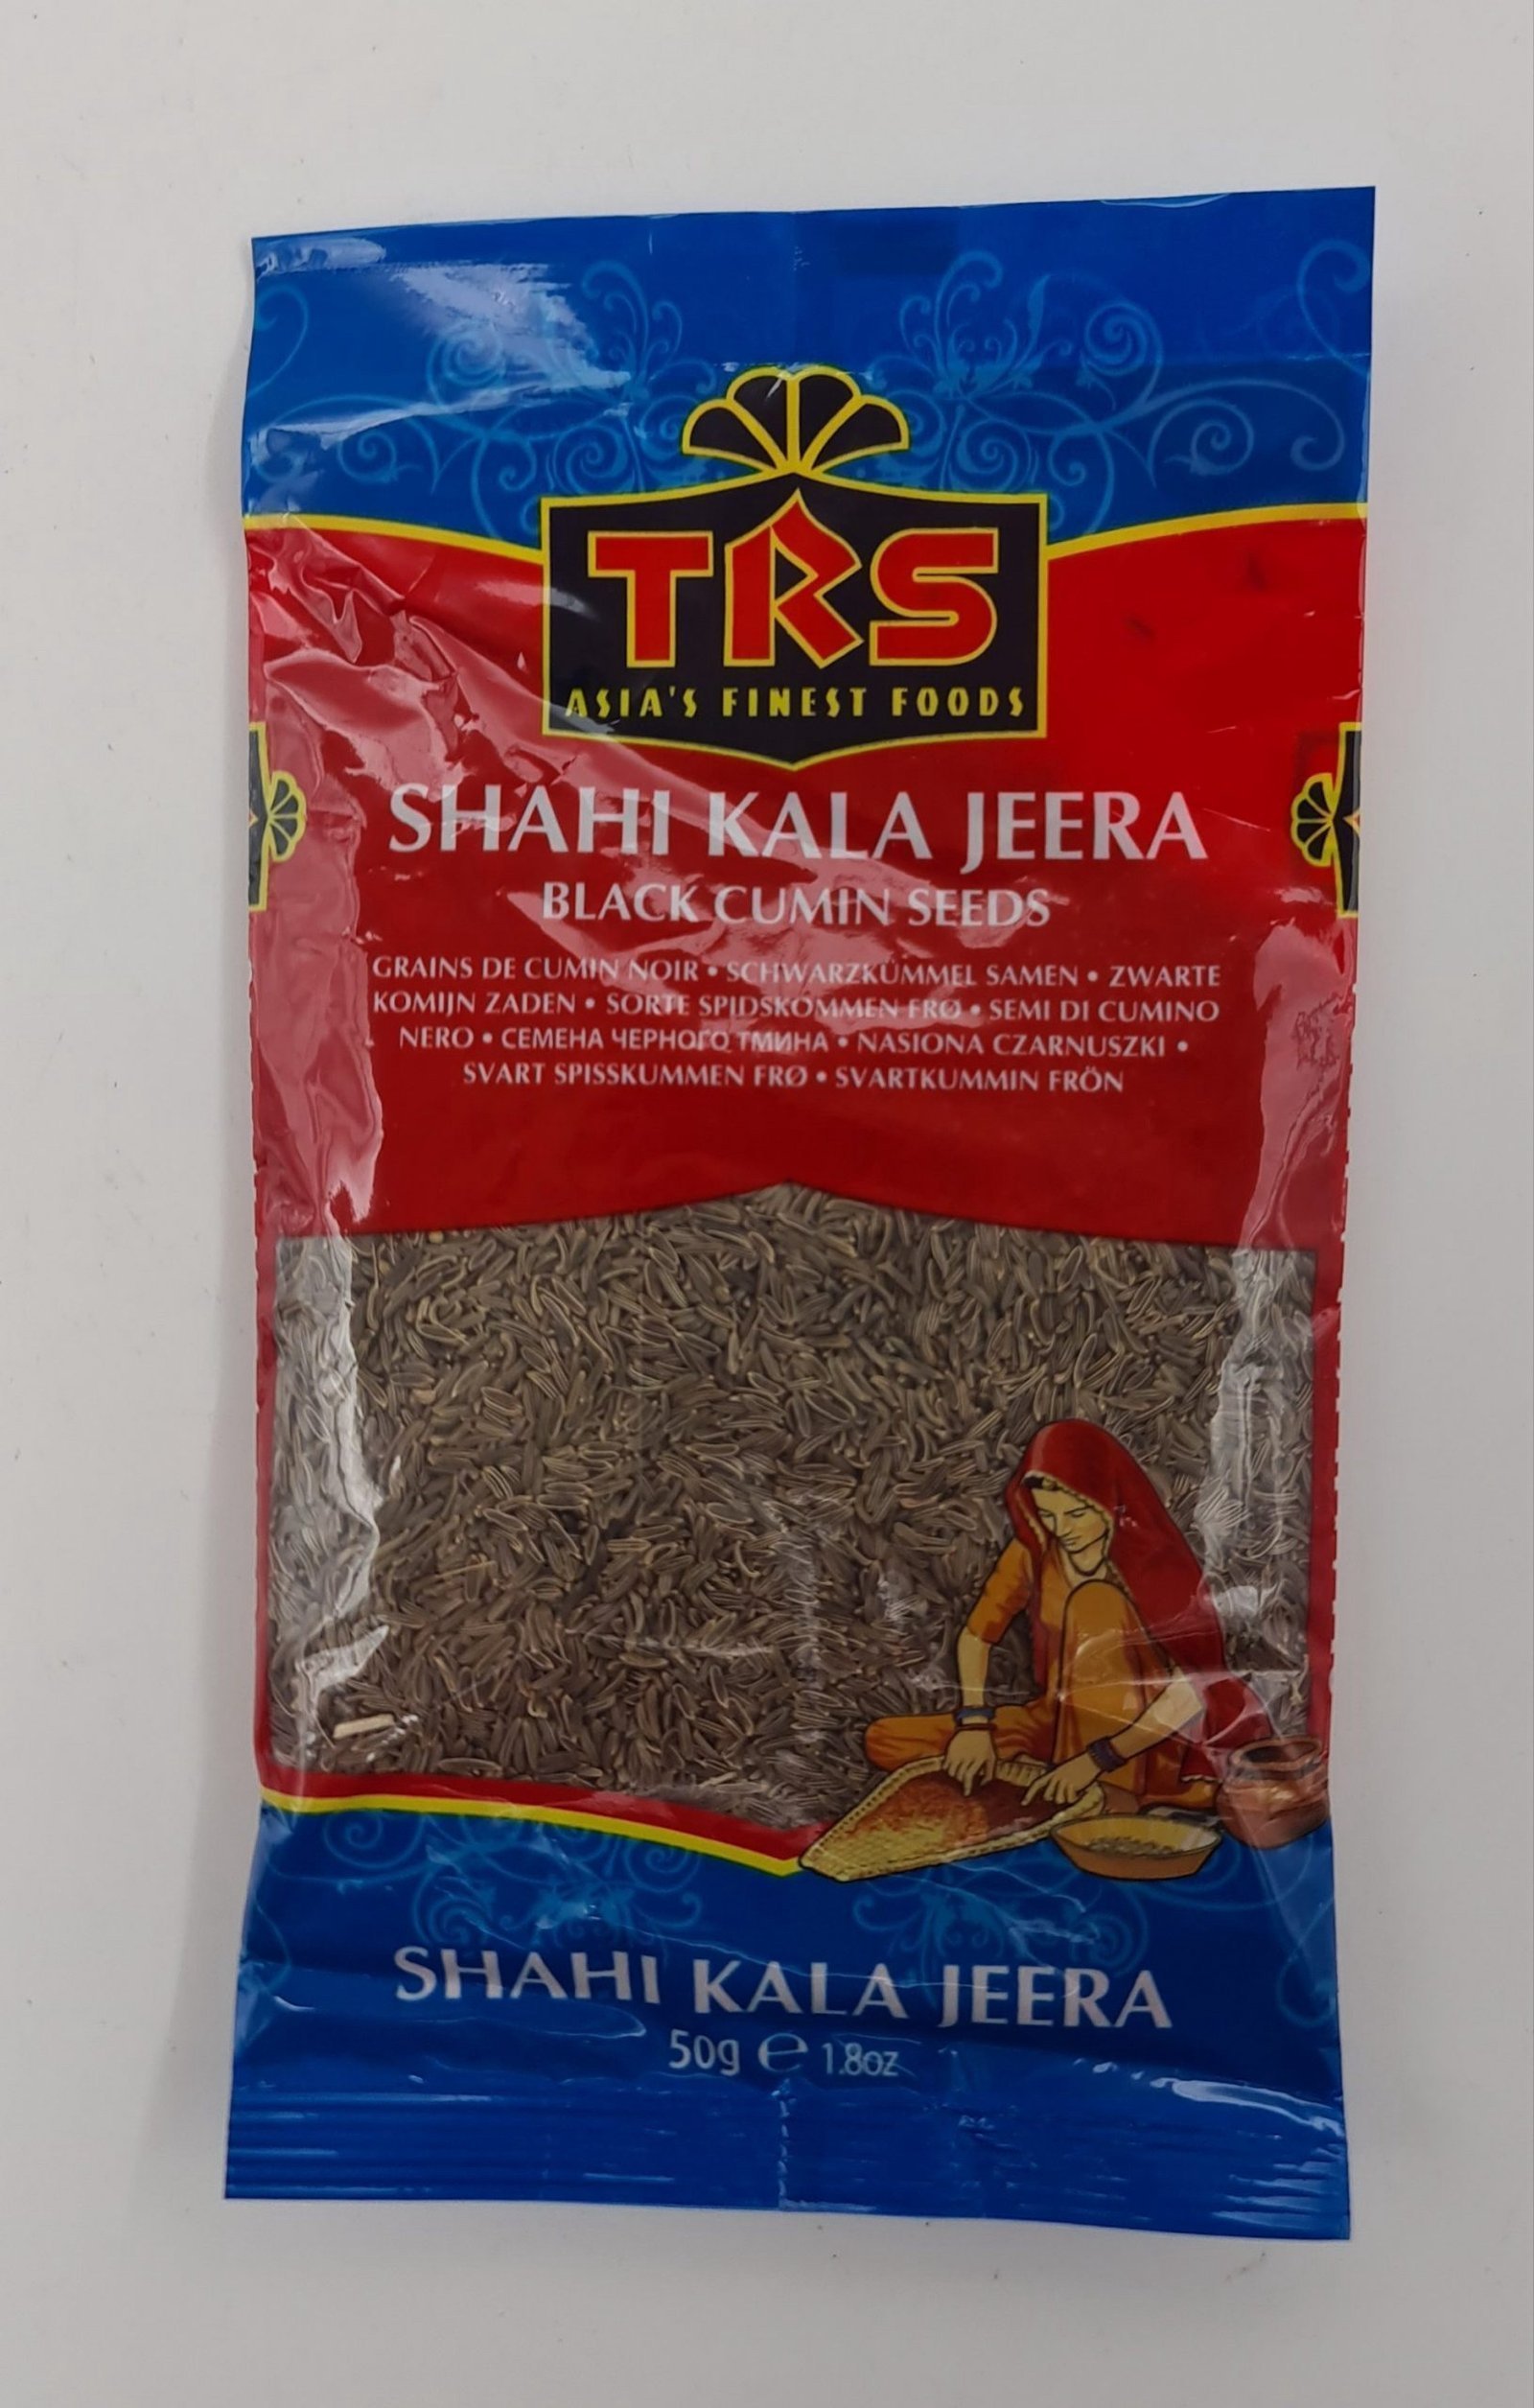 TRS
ASIA'S FINEST FOODS
SHAHI KALA JEERA
BLACK CUMIN SEEDS
GRAINS DE CUMIN NOIR • SCHWARZKÜMMEL SAMEN • ZWARTE
KOMIJN ZADEN • SORTE SPIDSKOMMEN FRØ • SEMI DI CUMINO
NERO • СЕМЕНА ЧЕРНОГО ТМИНА • NASIONA CZARNUSZKI •
SVART SPISSKUMMEN FRØ • SVARTKUMMIN FRÖN
SHAHI KALA JEERA
50g ℮ 1.8oz